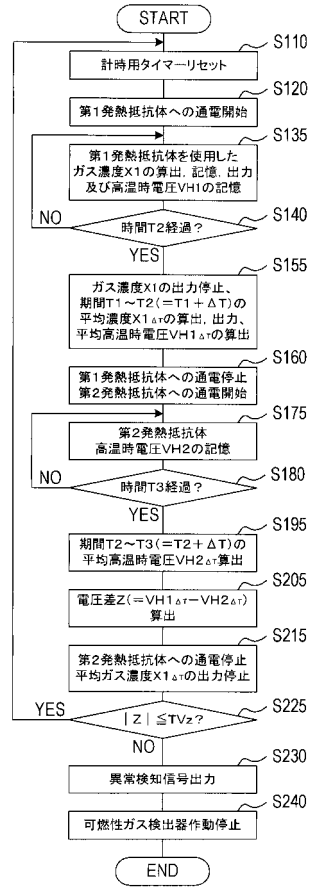 START
S110
計時用タイマーリセット
S120
第1発熱抵抗体への通電開始
S135
第1発熱抵抗体を使用した
ガス濃度X1の算出,記憶,出力
及び高温時電圧VH1の記憶
NO
S140
時間T2経過?
YES
S155
ガス濃度X1の出力停止、
期間T1~T2(=T1+ΔT)の
平均濃度X1ΔTの算出,出力、
平均高温時電圧VH1ΔTの算出
S160
第1発熱抵抗体への通電停止
第2発熱抵抗体への通電開始
S175
第2発熱抵抗体
高温時電圧VH2の記憶
NO
S180
時間T3経過?
YES
S195
期間T2~T3(=T2+ΔT)の
平均高温時電圧VH2ΔT算出
S205
電圧差Z(=VH1ΔT-VH2ΔT)
算出
S215
第2発熱抵抗体への通電停止
平均ガス濃度X1ΔTの出力停止
YES
S225
|Z|≦TVz?
NO
S230
異常検知信号出力
S240
可燃性ガス検出器作動停止
END